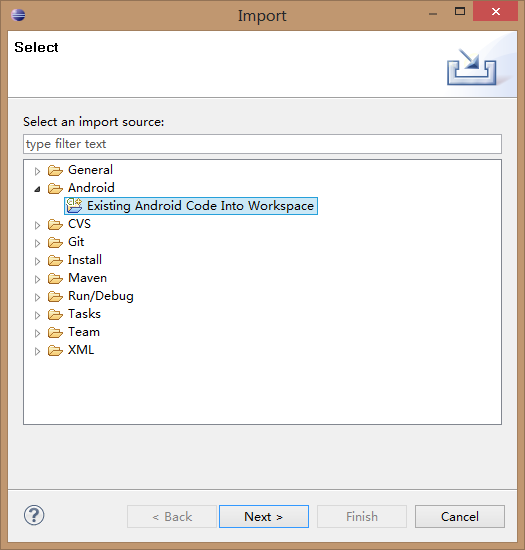 Import
Select
Select an import source:
type filter text
General
Android
Existing Android Code Into Workspace
CVS
Git
Install
Maven
Run/Debug
Tasks
Team
XML
?
< Back
Next >
Finish
Cancel